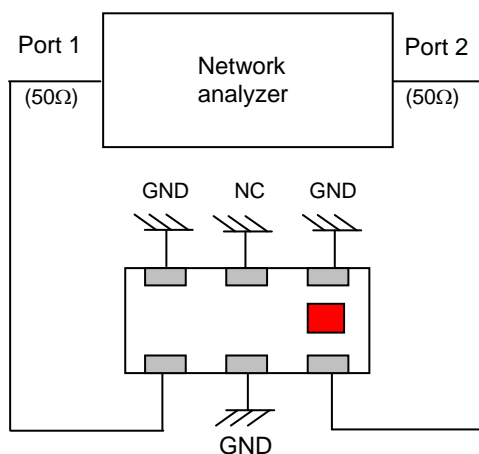 Port 1
Port 2
Network
analyzer
(50Ω)
(50Ω)
GND
NC
GND
GND